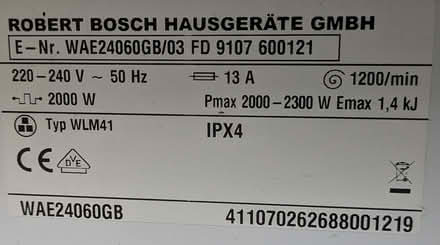 ROBERT BOSCH HAUSGERÄTE GMBH
E-Nr. WAE24060GB/03 FD 9107 600121
220-240 V ~ 50 Hz 13 A 1200/min
2000 W Pmax 2000-2300 W Emax 1,4 kJ
Typ WLM41 IPX4
CE VDE
WAE24060GB 411070262688001219